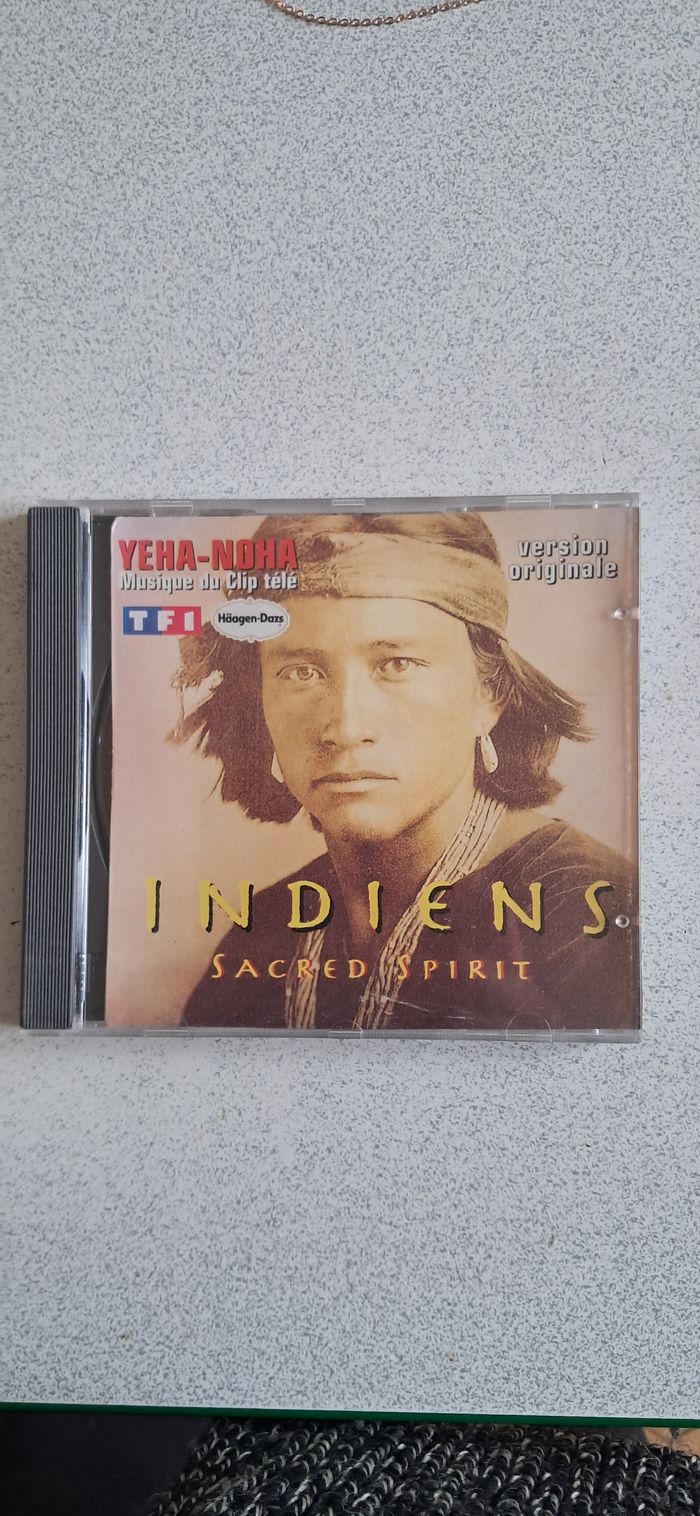 YEHA-NOHA
Musique du Clip télé
TF1
Häagen-Dazs
version
originale
INDIENS
SACRED SPIRIT